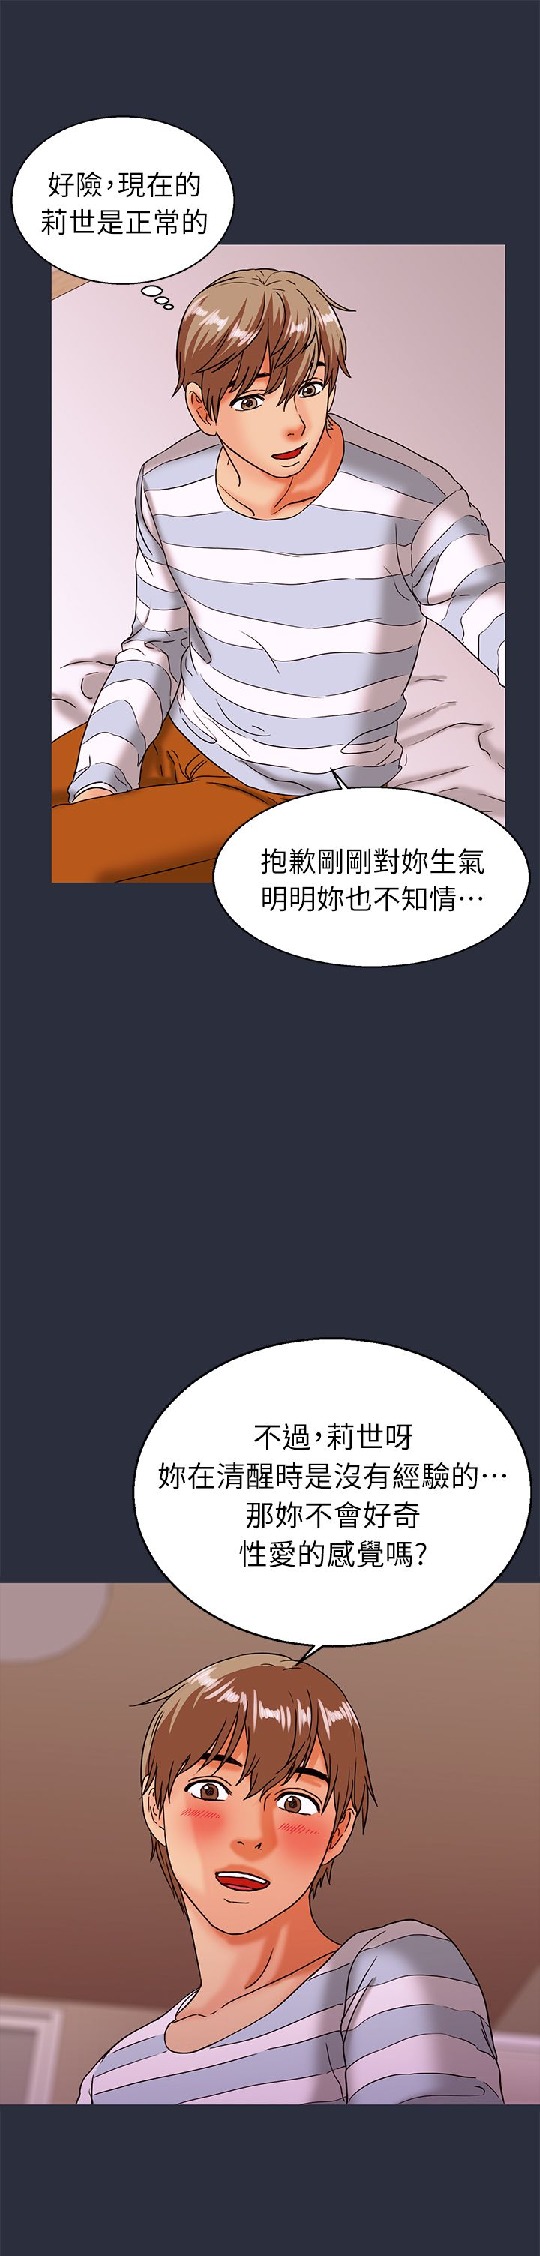 好險，現在的
莉世是正常的
抱歉剛剛對妳生氣
明明妳也不知情⋯
不過，莉世呀
妳在清醒時是沒有經驗的⋯
那妳不會好奇
性愛的感覺嗎?